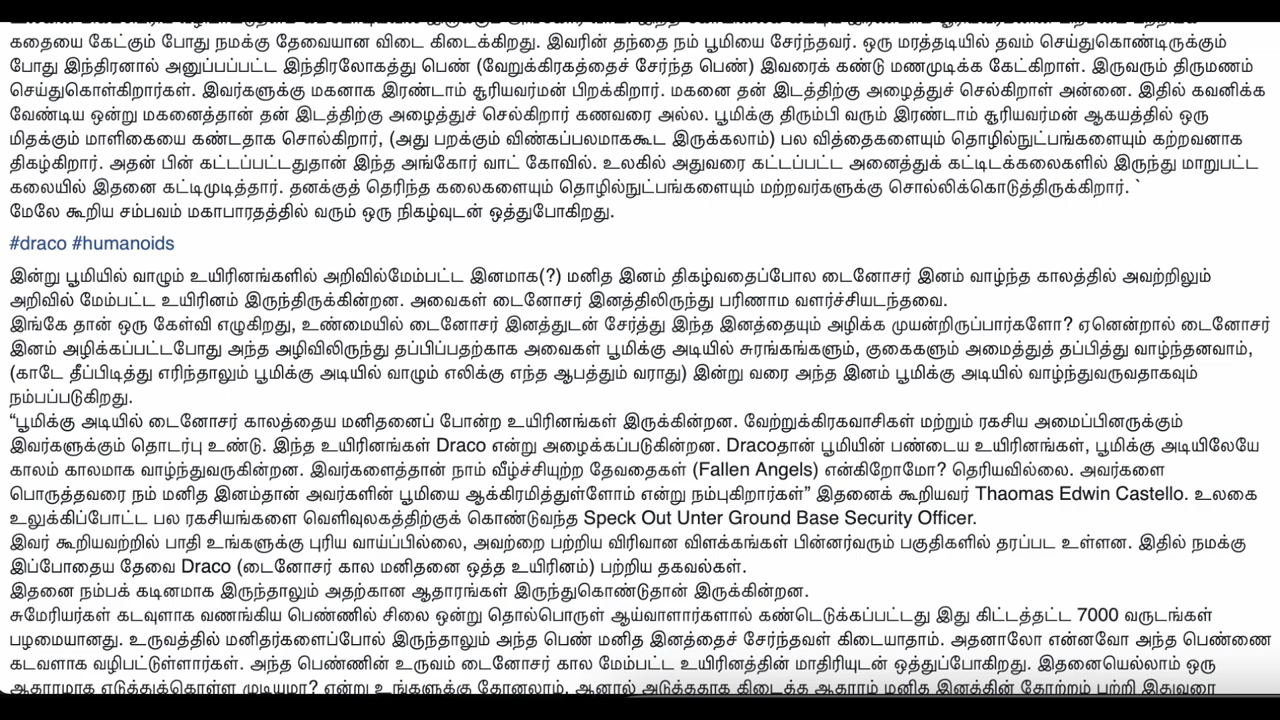 கதையை கேட்கும் போது நமக்கு தேவையான விடை கிடைக்கிறது. இவரின் தந்தை நம் பூமியை சேர்ந்தவர். ஒரு மரத்தடியில் தவம் செய்துகொண்டிருக்கும்
போது இந்திரனால் அனுப்பப்பட்ட இந்திரலோகத்து பெண் (வேறுக்கிரகத்தைச் சேர்ந்த பெண்) இவரைக் கண்டு மணமுடிக்க கேட்கிறாள். இருவரும் திருமணம்
செய்துகொள்கிறார்கள். இவர்களுக்கு மகனாக இரண்டாம் சூரியவர்மன் பிறக்கிறார். மகனை தன் இடத்திற்கு அழைத்துச் செல்கிறாள் அன்னை. இதில் கவனிக்க
வேண்டிய ஒன்று மகனைத்தான் தன் இடத்திற்கு அழைத்துச் செல்கிறார் கணவரை அல்ல. பூமிக்கு திரும்பி வரும் இரண்டாம் சூரியவர்மன் ஆகயத்தில் ஒரு
மிதக்கும் மாளிகையை கண்டதாக சொல்கிறார், (அது பறக்கும் விண்கப்பலமாககூட இருக்கலாம்) பல வித்தைகளையும் தொழில்நுட்பங்களையும் கற்றவனாக
திகழ்கிறார். அதன் பின் கட்டப்பட்டதுதான் இந்த அங்கோர் வாட் கோவில். உலகில் அதுவரை கட்டப்பட்ட அனைத்துக் கட்டிடக்கலைகளில் இருந்து மாறுபட்ட
கலையில் இதனை கட்டிமுடித்தார். தனக்குத் தெரிந்த கலைகளையும் தொழில்நுட்பங்களையும் மற்றவர்களுக்கு சொல்லிக்கொடுத்திருக்கிறார். `
மேலே கூறிய சம்பவம் மகாபாரதத்தில் வரும் ஒரு நிகழ்வுடன் ஒத்துபோகிறது.
#draco #humanoids
இன்று பூமியில் வாழும் உயிரினங்களில் அறிவில்மேம்பட்ட இனமாக(?) மனித இனம் திகழ்வதைப்போல டைனோசர் இனம் வாழ்ந்த காலத்தில் அவற்றிலும்
அறிவில் மேம்பட்ட உயிரினம் இருந்திருக்கின்றன. அவைகள் டைனோசர் இனத்திலிருந்து பரிணாம வளர்ச்சியடந்தவை.
இங்கே தான் ஒரு கேள்வி எழுகிறது, உண்மையில் டைனோசர் இனத்துடன் சேர்த்து இந்த இனத்தையும் அழிக்க முயன்றிருப்பார்களோ? ஏனென்றால் டைனோசர்
இனம் அழிக்கப்பட்டபோது அந்த அழிவிலிருந்து தப்பிப்பதற்காக அவைகள் பூமிக்கு அடியில் சுரங்கங்களும், குகைகளும் அமைத்துத் தப்பித்து வாழ்ந்தனவாம்,
(காடே தீப்பிடித்து எரிந்தாலும் பூமிக்கு அடியில் வாழும் எலிக்கு எந்த ஆபத்தும் வராது) இன்று வரை அந்த இனம் பூமிக்கு அடியில் வாழ்ந்துவருவதாகவும்
நம்பப்படுகிறது.
“பூமிக்கு அடியில் டைனோசர் காலத்தைய மனிதனைப் போன்ற உயிரினங்கள் இருக்கின்றன. வேற்றுக்கிரகவாசிகள் மற்றும் ரகசிய அமைப்பினருக்கும்
இவர்களுக்கும் தொடர்பு உண்டு. இந்த உயிரினங்கள் Draco என்று அழைக்கப்படுகின்றன. Dracoதான் பூமியின் பண்டைய உயிரினங்கள், பூமிக்கு அடியிலேயே
காலம் காலமாக வாழ்ந்துவருகின்றன. இவர்களைத்தான் நாம் வீழ்ச்சியுற்ற தேவதைகள் (Fallen Angels) என்கிறோமோ? தெரியவில்லை. அவர்களை
பொருத்தவரை நம் மனித இனம்தான் அவர்களின் பூமியை ஆக்கிரமித்துள்ளோம் என்று நம்புகிறார்கள்” இதனைக் கூறியவர் Thaomas Edwin Castello. உலகை
உலுக்கிப்போட்ட பல ரகசியங்களை வெளிவுலகத்திற்குக் கொண்டுவந்த Speck Out Unter Ground Base Security Officer.
இவர் கூறியவற்றில் பாதி உங்களுக்கு புரிய வாய்ப்பில்லை, அவற்றை பற்றிய விரிவான விளக்கங்கள் பின்னர்வரும் பகுதிகளில் தரப்பட உள்ளன. இதில் நமக்கு
இப்போதைய தேவை Draco (டைனோசர் கால மனிதனை ஒத்த உயிரினம்) பற்றிய தகவல்கள்.
இதனை நம்பக் கடினமாக இருந்தாலும் அதற்கான ஆதாரங்கள் இருந்துகொண்டுதான் இருக்கின்றன.
சுமேரியர்கள் கடவுளாக வணங்கிய பெண்ணில் சிலை ஒன்று தொல்பொருள் ஆய்வாளார்களால் கண்டெடுக்கப்பட்டது இது கிட்டத்தட்ட 7000 வருடங்கள்
பழமையானது. உருவத்தில் மனிதர்களைப்போல் இருந்தாலும் அந்த பெண் மனித இனத்தைச் சேர்ந்தவள் கிடையாதாம். அதனாலோ என்னவோ அந்த பெண்ணை
கடவளாக வழிபட்டுள்ளார்கள். அந்த பெண்ணின் உருவம் டைனோசர் கால மேம்பட்ட உயிரினத்தின் மாதிரியுடன் ஒத்துப்போகிறது. இதனையெல்லாம் ஒரு
ஆதாரமாக எடுத்துக்கொள்ள முடியுமா? என்று உங்களுக்கு தோனலாம். ஆனால் அடுத்ததாக கிடைத்த ஆதாரம் மனித இனத்தின் தோற்றம் பற்றி இதுவரை